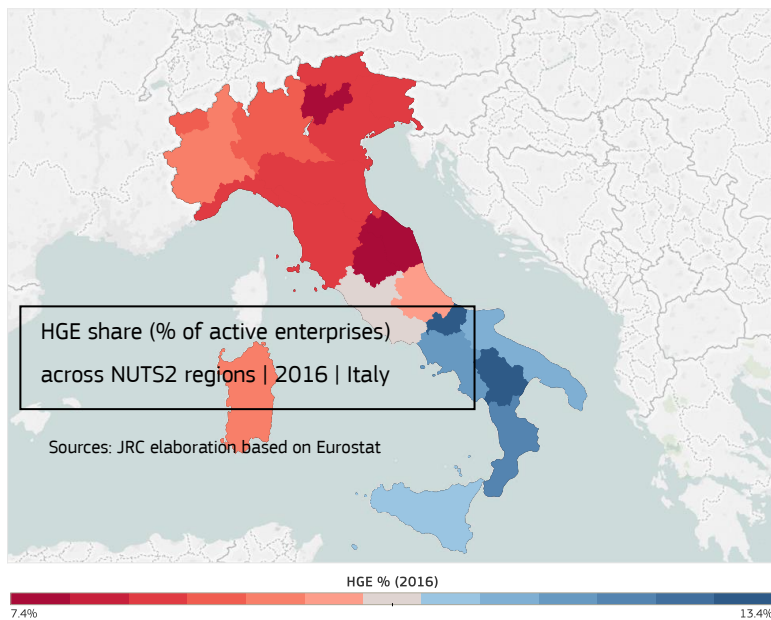 HGE share (% of active enterprises)
across NUTS2 regions | 2016 | Italy
Sources: JRC elaboration based on Eurostat
HGE % (2016)
7.4%
13.4%